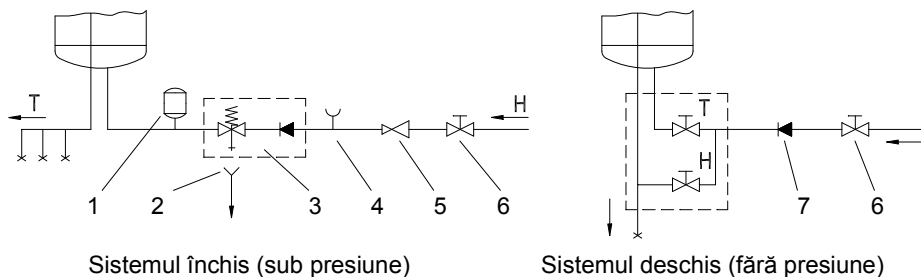 T
H
1 2 3 4 5 6
T
H
7 6
Sistemul închis (sub presiune)
Sistemul deschis (fără presiune)